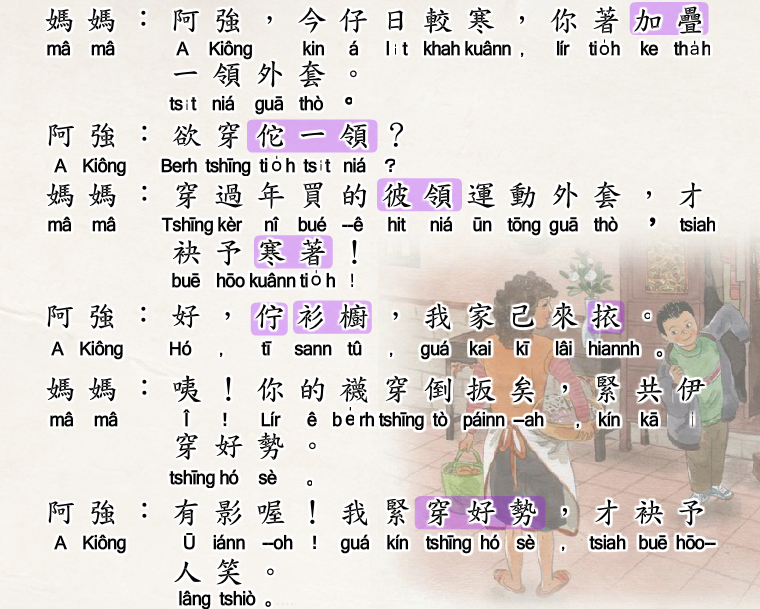 媽媽：阿強，今仔日較寒，你著加疊
mâ mâ A Kiông kin á li̍t khah kuânn , lír tio̍h ke tha̍h
一領外套。
tsi̍t niá guā thò 。
阿強：欲穿佗一領？
A Kiông Berh tshīng tio̍h tsi̍t niá ?
媽媽：穿過年買的彼領運動外套，才
mâ mâ Tshīng kèr nî bué --ê hit niá ūn tōng guā thò , tsiah
袂予寒著！
buē hōo kuânn tio̍h !
阿強：好，佇衫櫥，我家己來㧡。
A Kiông Hó , tī sann tû , guá kai kī lâi hiannh 。
媽媽：咦！你的襪穿倒扳矣，緊共伊
mâ mâ Î ! Lír ê be̍rh tshīng tò páinn --ah , kín kā i
穿好勢。
tshīng hó sè 。
阿強：有影喔！我緊穿好勢，才袂予
A Kiông Ū iánn --oh ! guá kín tshīng hó sè , tsiah buē hōo--
人笑。
lâng tshiò 。